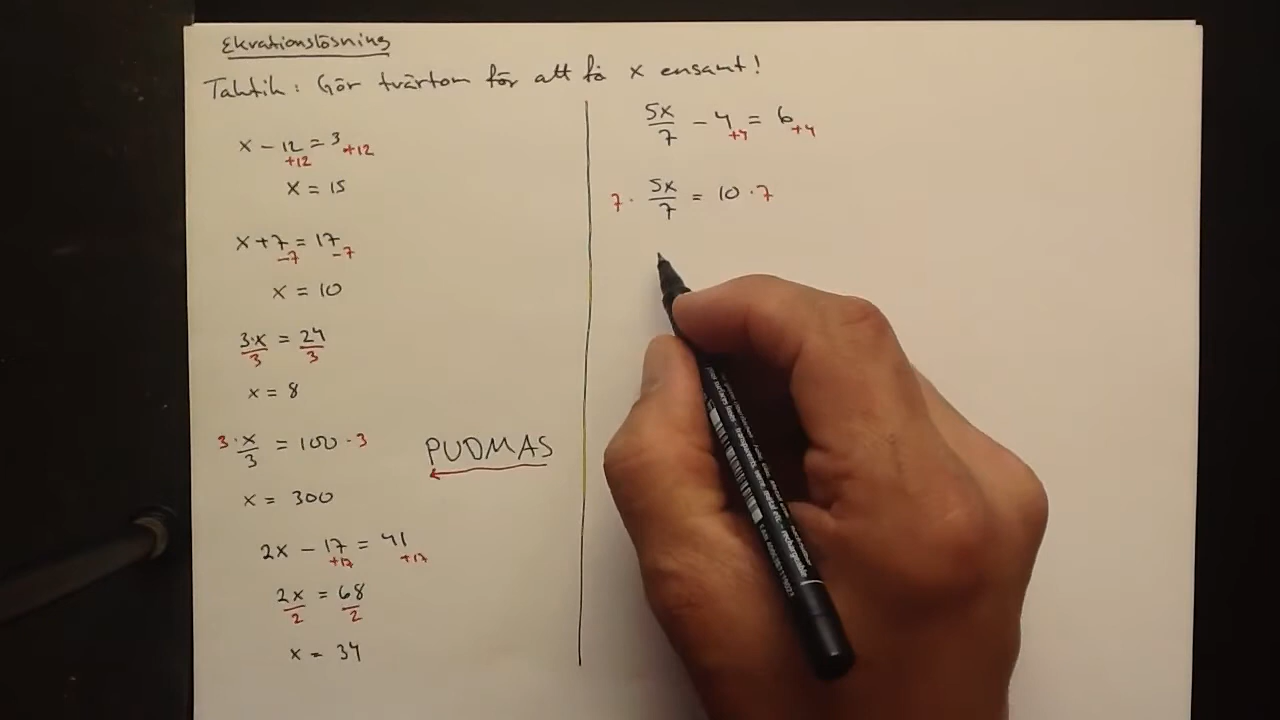 Ekvationslösning
Taktik: Gör tvärtom för att få x ensamt!
x - 12 = 3 +12
+12
x = 15
x + 7 = 17
-7 -7
x = 10
3·x/3 = 24/3
x = 8
3 · x/3 = 100 · 3
x = 300
PUDMAS
2x - 17 = 41
+17 +17
2x/2 = 68/2
x = 34
5x/7 - 4 = 6
+4 +4
7 · 5x/7 = 10 · 7